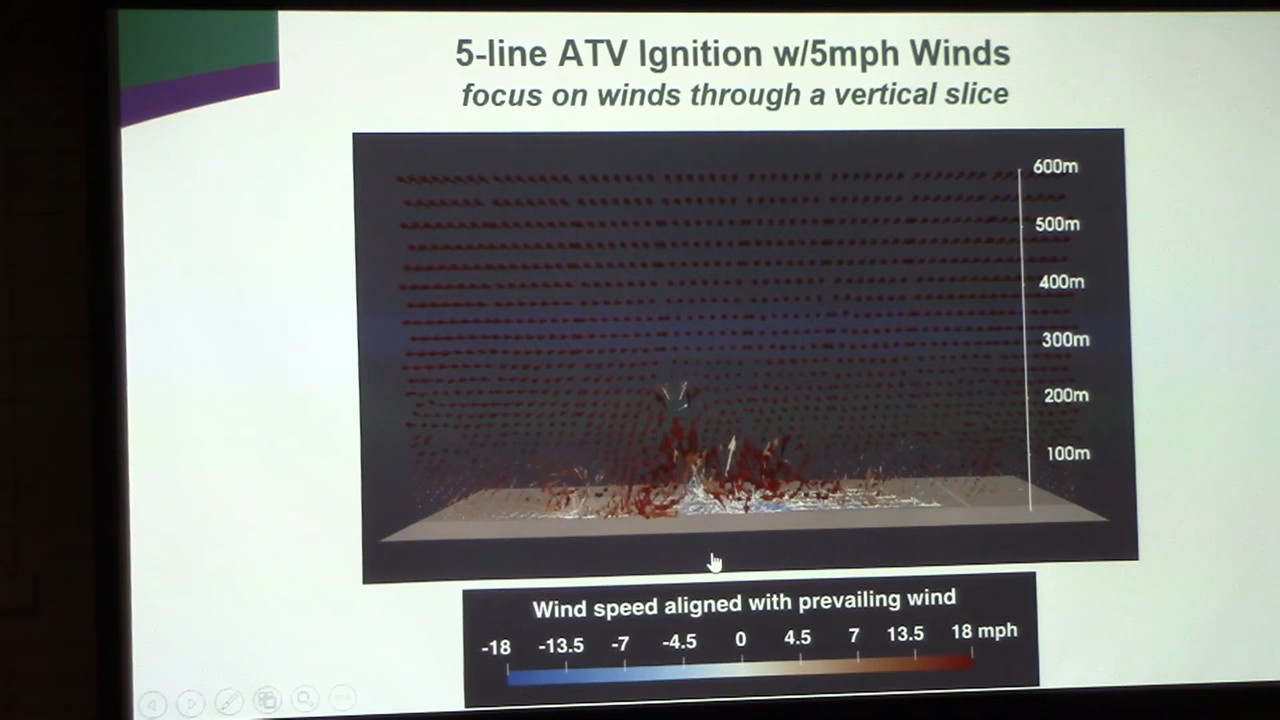 5-line ATV Ignition w/5mph Winds
focus on winds through a vertical slice
600m
500m
400m
300m
200m
100m
Wind speed aligned with prevailing wind
-18 -13.5 -7 -4.5 0 4.5 7 13.5 18 mph